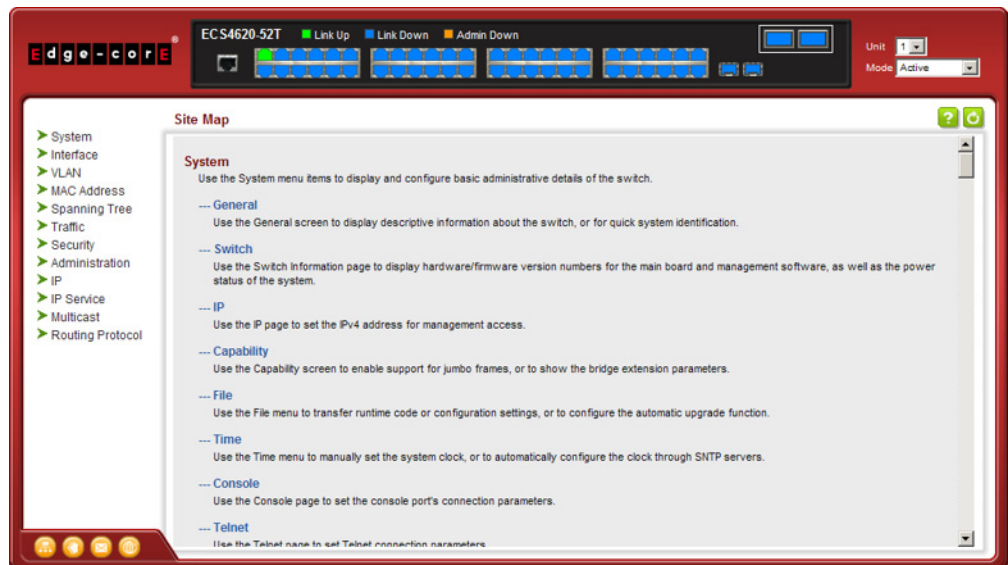 Edge-corE®
ECS4620-52T Link Up Link Down Admin Down
Unit 1
Mode Active
System
Interface
VLAN
MAC Address
Spanning Tree
Traffic
Security
Administration
IP
IP Service
Multicast
Routing Protocol
Site Map
?
System
Use the System menu items to display and configure basic administrative details of the switch.
--- General
Use the General screen to display descriptive information about the switch, or for quick system identification.
--- Switch
Use the Switch Information page to display hardware/firmware version numbers for the main board and management software, as well as the power
status of the system.
--- IP
Use the IP page to set the IPv4 address for management access.
--- Capability
Use the Capability screen to enable support for jumbo frames, or to show the bridge extension parameters.
--- File
Use the File menu to transfer runtime code or configuration settings, or to configure the automatic upgrade function.
--- Time
Use the Time menu to manually set the system clock, or to automatically configure the clock through SNTP servers.
--- Console
Use the Console page to set the console port's connection parameters.
--- Telnet
Use the Telnet page to set Telnet connection parameters